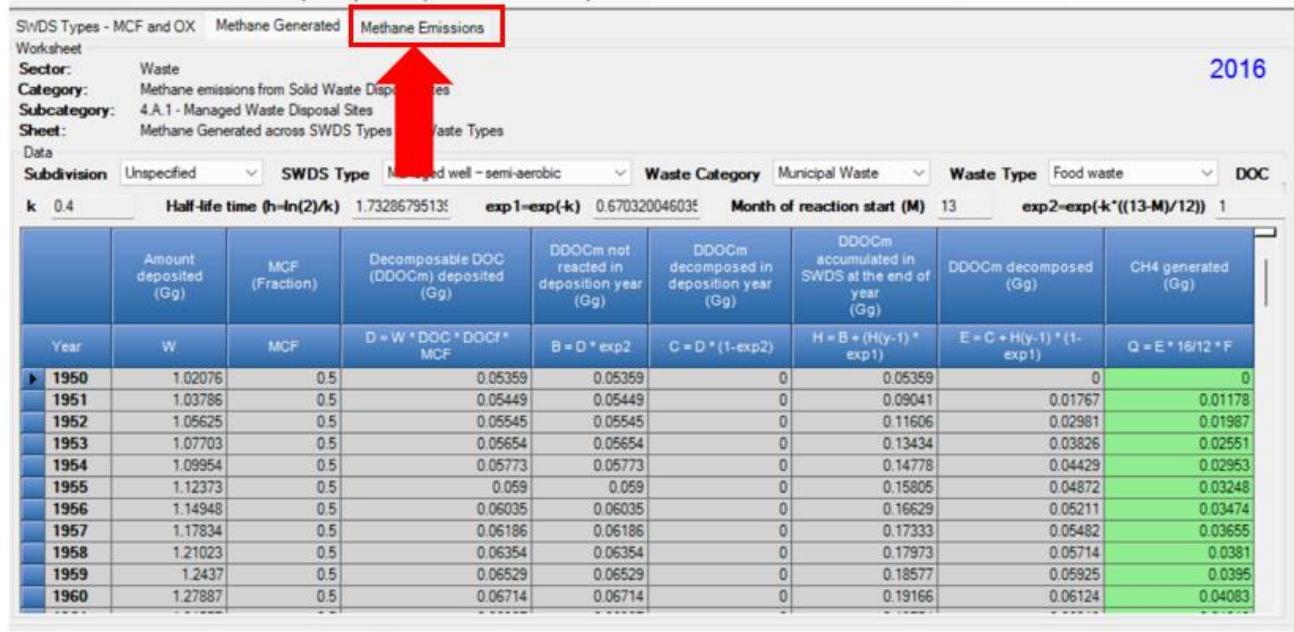 SWDS Types - MCF and OX Methane Generated Methane Emissions
Worksheet
Sector: Waste
2016
Category: Methane emissions from Solid Waste Disposal Sites
Subcategory: 4.A.1 - Managed Waste Disposal Sites
Sheet: Methane Generated across SWDS Types Waste Types
Data
Subdivision Unspecified SWDS Type Managed well – semi-aerobic Waste Category Municipal Waste Waste Type Food waste DOC
k 0.4 Half-life time (h=ln(2)/k) 1.7328679513 exp1=exp(-k) 0.670320046035 Month of reaction start (M) 13 exp2=exp(-k*((13-M)/12)) 1
Amount deposited (Gg) MCF (Fraction) Decomposable DOC (DDOCm) deposited (Gg) DDOCm not reacted in deposition year (Gg) DDOCm decomposed in deposition year (Gg) DDOCm accumulated in SWDS at the end of year (Gg) DDOCm decomposed (Gg) CH4 generated (Gg)
Year W MCF D = W * DOC * DOCf * MCF B = D * exp2 C = D * (1-exp2) H = B + (H(y-1) * exp1) E = C + H(y-1) * (1-exp1) Q = E * 16/12 * F
1950 1.02076 0.5 0.05359 0.05359 0 0.05359 0 0
1951 1.03786 0.5 0.05449 0.05449 0 0.09041 0.01767 0.01178
1952 1.05625 0.5 0.05545 0.05545 0 0.11606 0.02981 0.01987
1953 1.07703 0.5 0.05654 0.05654 0 0.13434 0.03826 0.02551
1954 1.09954 0.5 0.05773 0.05773 0 0.14778 0.04429 0.02953
1955 1.12373 0.5 0.059 0.059 0 0.15805 0.04872 0.03248
1956 1.14948 0.5 0.06035 0.06035 0 0.16629 0.05211 0.03474
1957 1.17834 0.5 0.06186 0.06186 0 0.17333 0.05482 0.03655
1958 1.21023 0.5 0.06354 0.06354 0 0.17973 0.05714 0.0381
1959 1.2437 0.5 0.06529 0.06529 0 0.18577 0.05925 0.0395
1960 1.27887 0.5 0.06714 0.06714 0 0.19166 0.06124 0.04083